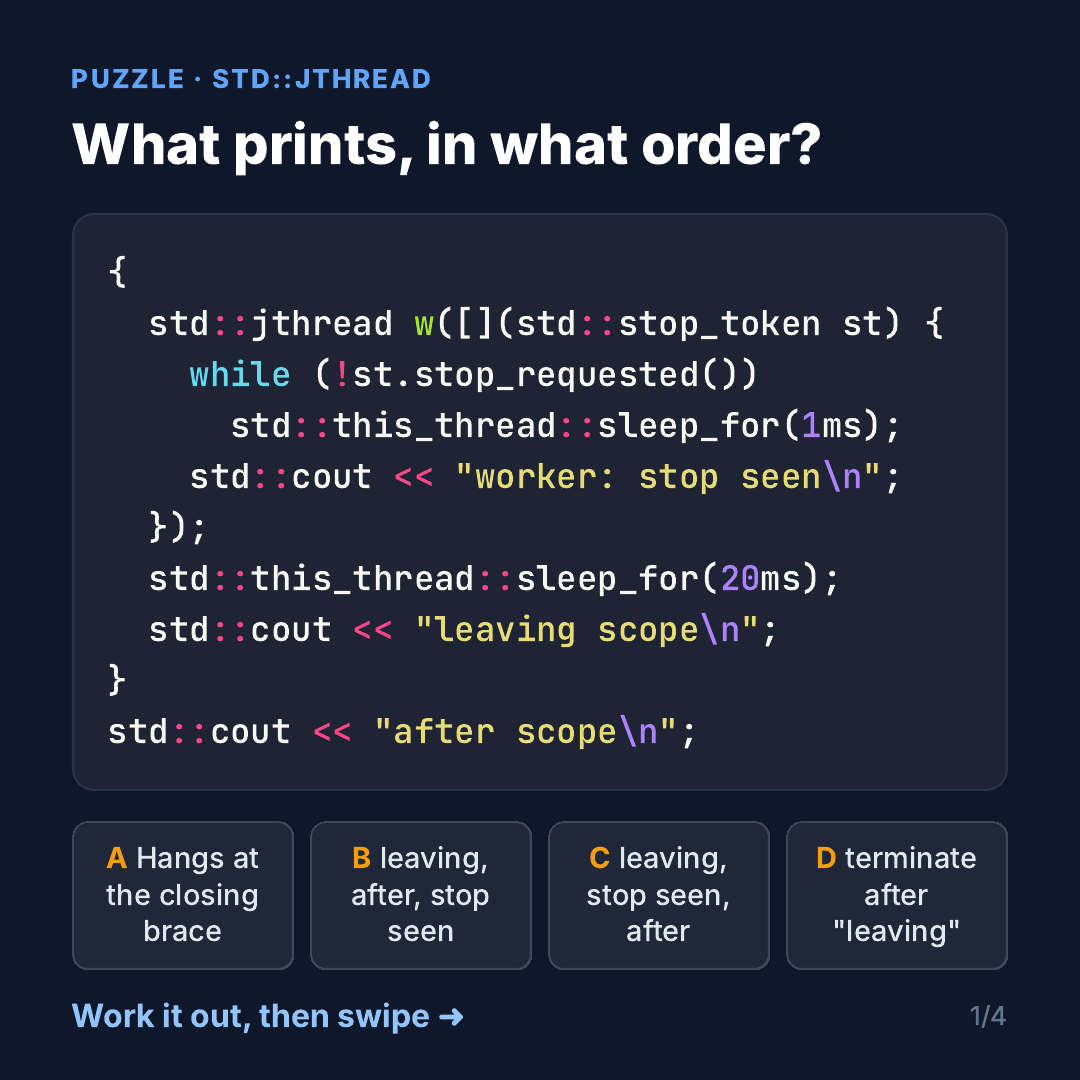 PUZZLE · STD::JTHREAD
What prints, in what order?
{
  std::jthread w([](std::stop_token st) {
    while (!st.stop_requested())
      std::this_thread::sleep_for(1ms);
    std::cout << "worker: stop seen\n";
  });
  std::this_thread::sleep_for(20ms);
  std::cout << "leaving scope\n";
}
std::cout << "after scope\n";
A Hangs at
the closing
brace
B leaving,
after, stop
seen
C leaving,
stop seen,
after
D terminate
after
"leaving"
Work it out, then swipe ➜
1/4